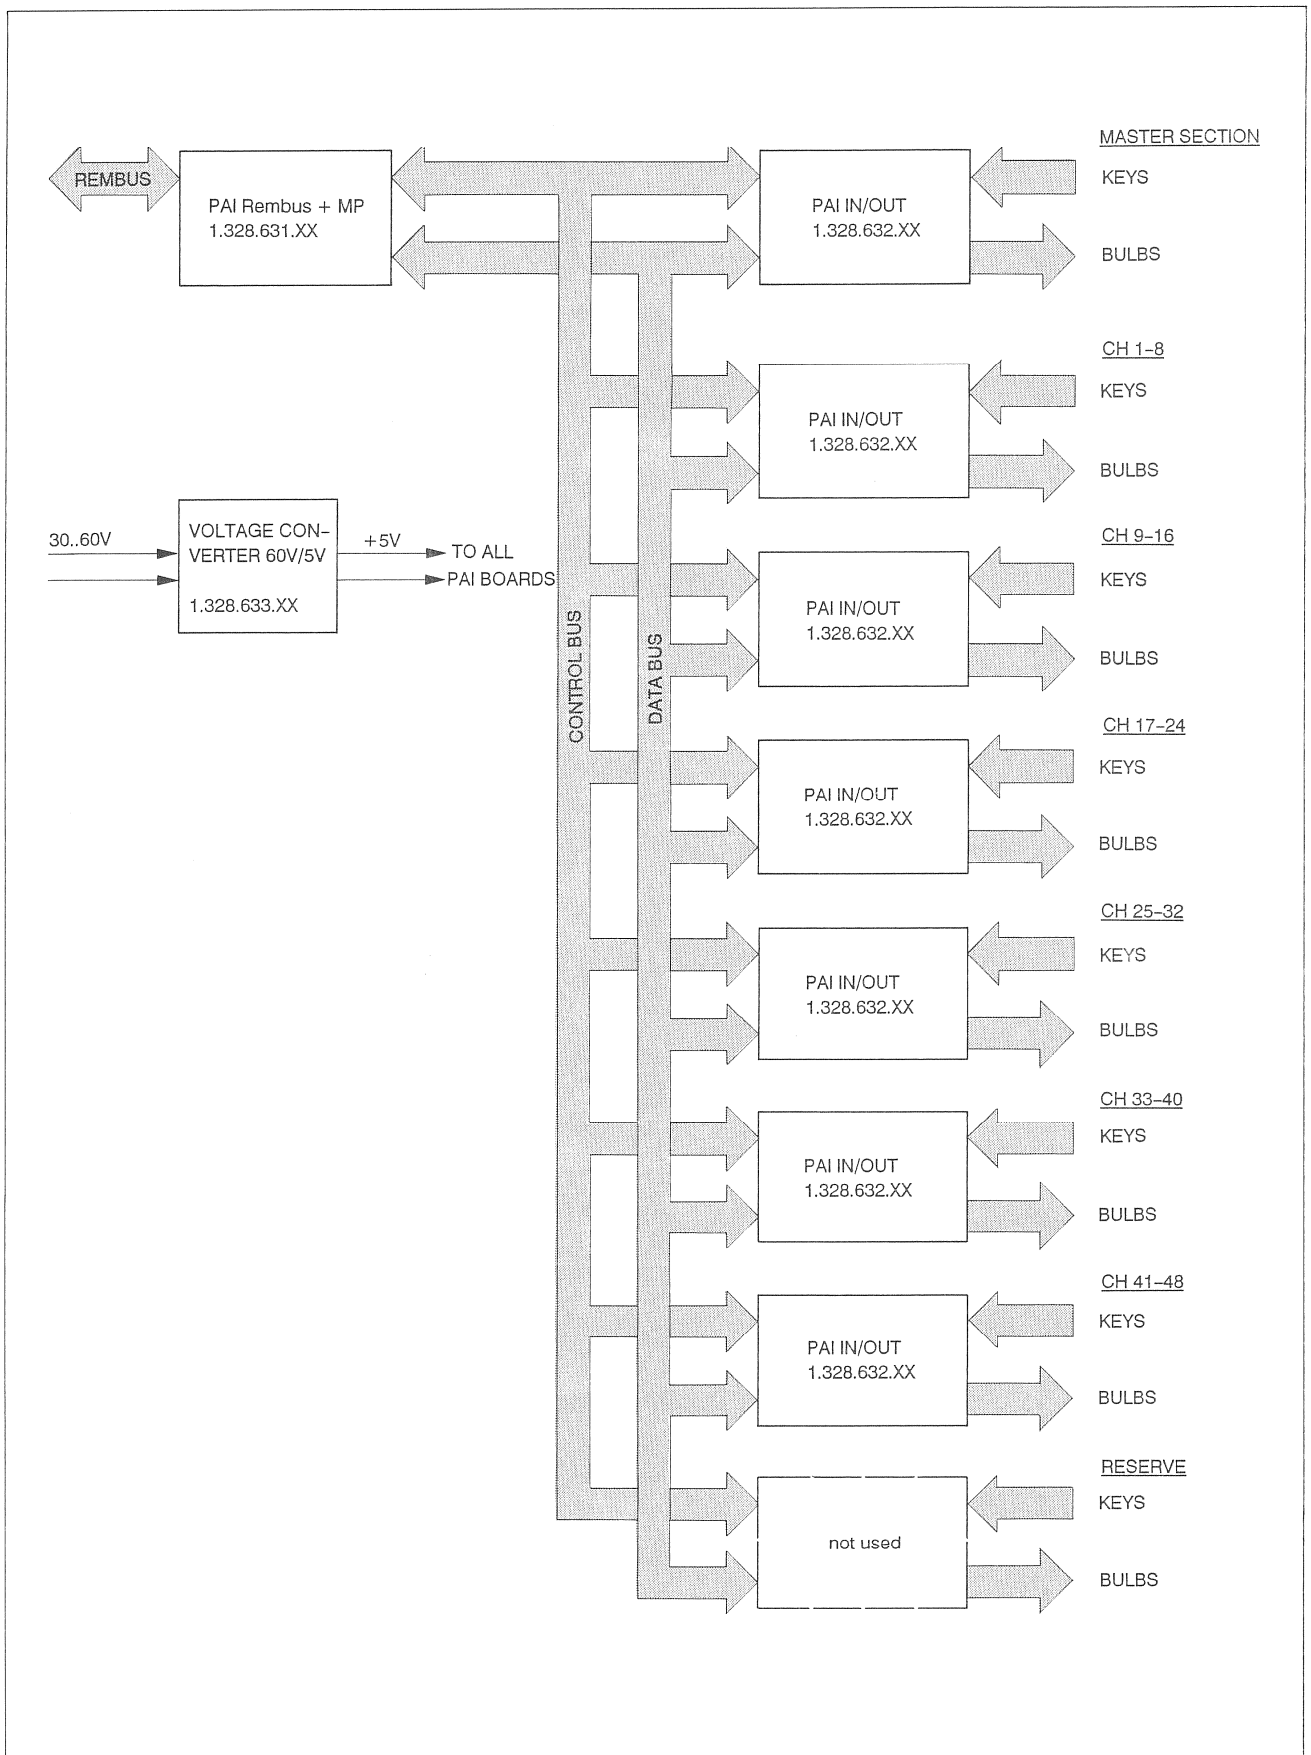 MASTER SECTION
REMBUS
PAI Rembus + MP
1.328.631.XX
PAI IN/OUT
1.328.632.XX
KEYS
BULBS
CH 1-8
PAI IN/OUT
1.328.632.XX
KEYS
BULBS
30..60V
VOLTAGE CON-
VERTER 60V/5V
1.328.633.XX
+5V
TO ALL
PAI BOARDS
CONTROL BUS
DATA BUS
CH 9-16
PAI IN/OUT
1.328.632.XX
KEYS
BULBS
CH 17-24
PAI IN/OUT
1.328.632.XX
KEYS
BULBS
CH 25-32
PAI IN/OUT
1.328.632.XX
KEYS
BULBS
CH 33-40
PAI IN/OUT
1.328.632.XX
KEYS
BULBS
CH 41-48
PAI IN/OUT
1.328.632.XX
KEYS
BULBS
RESERVE
not used
KEYS
BULBS